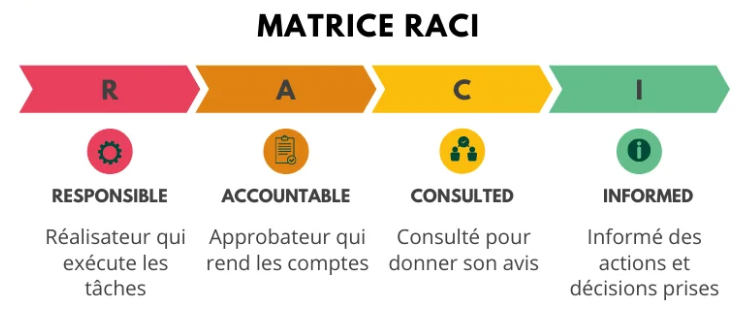 MATRICE RACI
R
A
C
I
RESPONSIBLE
ACCOUNTABLE
CONSULTED
INFORMED
Réalisateur qui
exécute les
tâches
Approbateur qui
rend les comptes
Consulté pour
donner son avis
Informé des
actions et
décisions prises